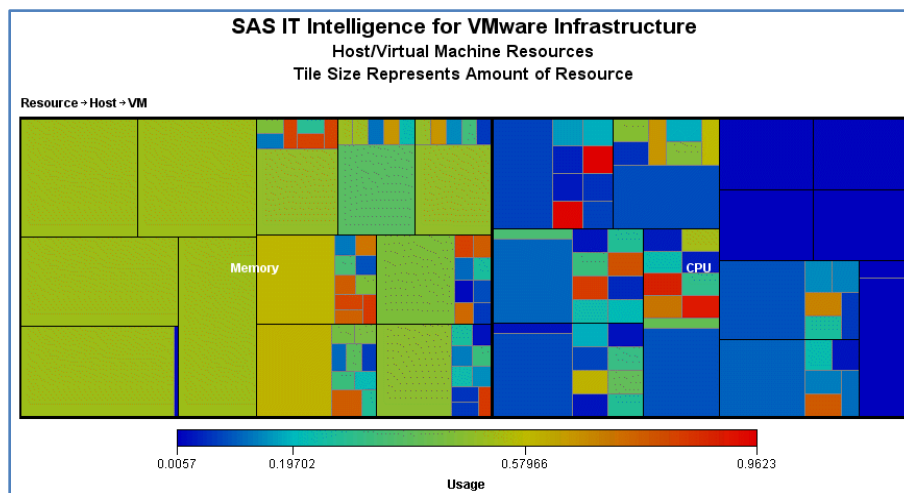 SAS IT Intelligence for VMware Infrastructure
Host/Virtual Machine Resources
Tile Size Represents Amount of Resource
Resource → Host → VM
Memory
CPU
0.0057 0.19702 0.57966 0.9623
Usage